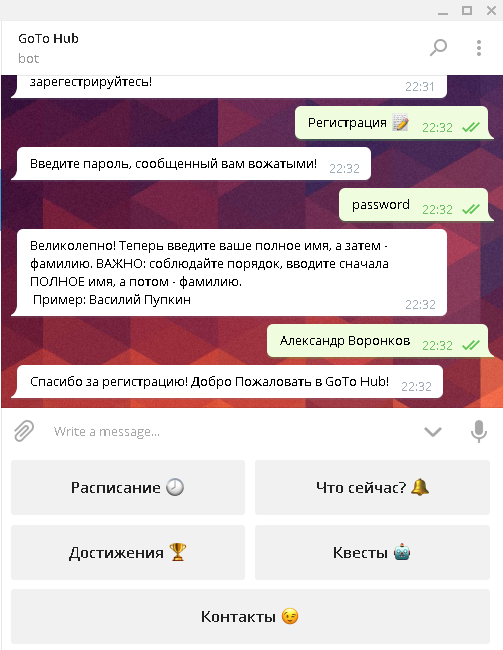 GoTo Hub
bot
зарегестрируйтесь!
22:31
Регистрация 📝 22:32
Введите пароль, сообщенный вам вожатыми! 22:32
password 22:32
Великолепно! Теперь введите ваше полное имя, а затем -
фамилию. ВАЖНО: соблюдайте порядок, вводите сначала
ПОЛНОЕ имя, а потом - фамилию.
Пример: Василий Пупкин
22:32
Александр Воронков 22:32
Спасибо за регистрацию! Добро Пожаловать в GoTo Hub! 22:32
Write a message...
Расписание 🕗 Что сейчас? 🔔
Достижения 🏆 Квесты 🤖
Контакты 😉